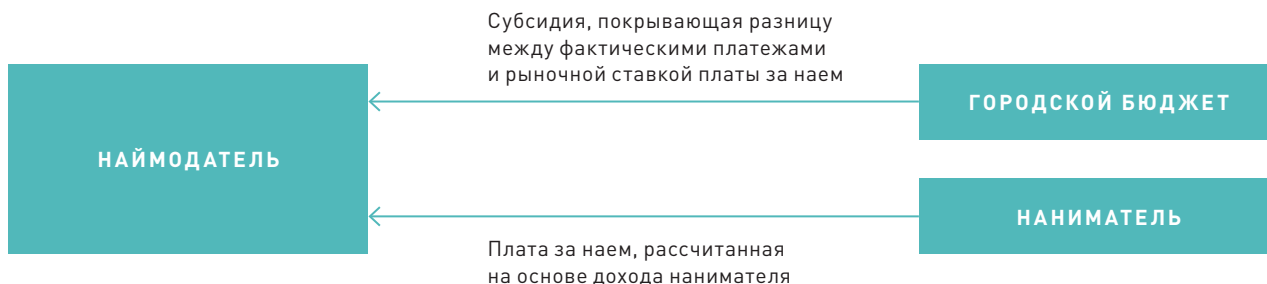 Субсидия, покрывающая разницу
между фактическими платежами
и рыночной ставкой платы за наем
ГОРОДСКОЙ БЮДЖЕТ
НАЙМОДАТЕЛЬ
НАНИМАТЕЛЬ
Плата за наем, рассчитанная
на основе дохода нанимателя